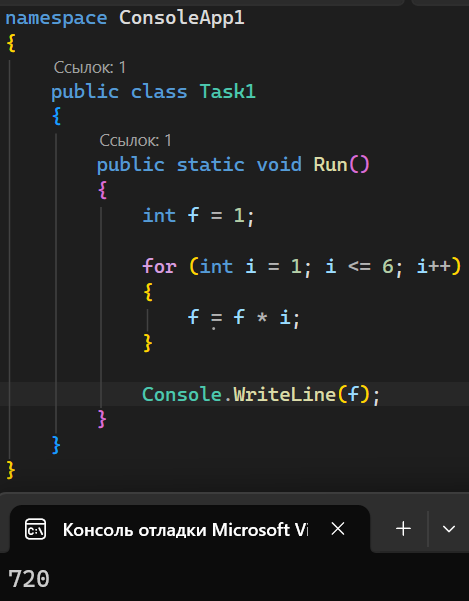 namespace ConsoleApp1
{
Ссылок: 1
public class Task1
{
Ссылок: 1
public static void Run()
{
int f = 1;
for (int i = 1; i <= 6; i++)
{
f = f * i;
}
Console.WriteLine(f);
}
}
}
Консоль отладки Microsoft Vi
720